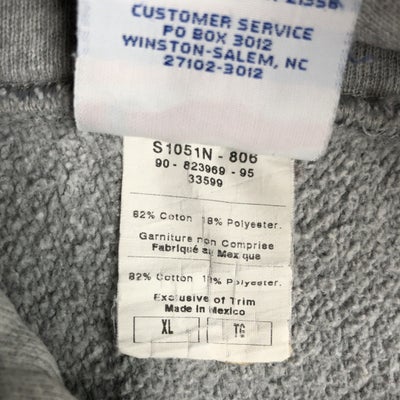 CUSTOMER SERVICE
PO BOX 3012
WINSTON-SALEM, NC
27102-3012
S1051N - 806
90 - 823969 - 95
33599
82% Coton 18% Polyester.
Garniture non Comprise
Fabriqué au Mexique
82% Cotton 18% Polyester.
Exclusive of Trim
Made in Mexico
XL TG